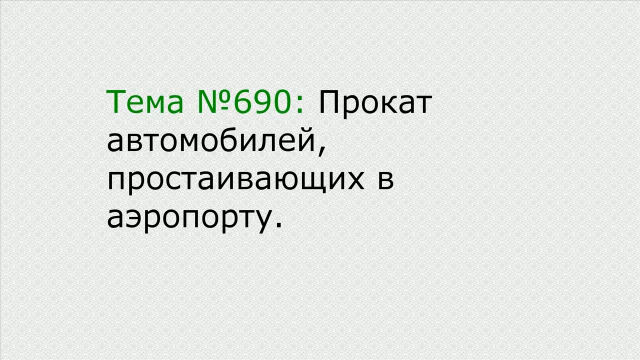 Тема №690: Прокат
автомобилей,
простаивающих в
аэропорту.